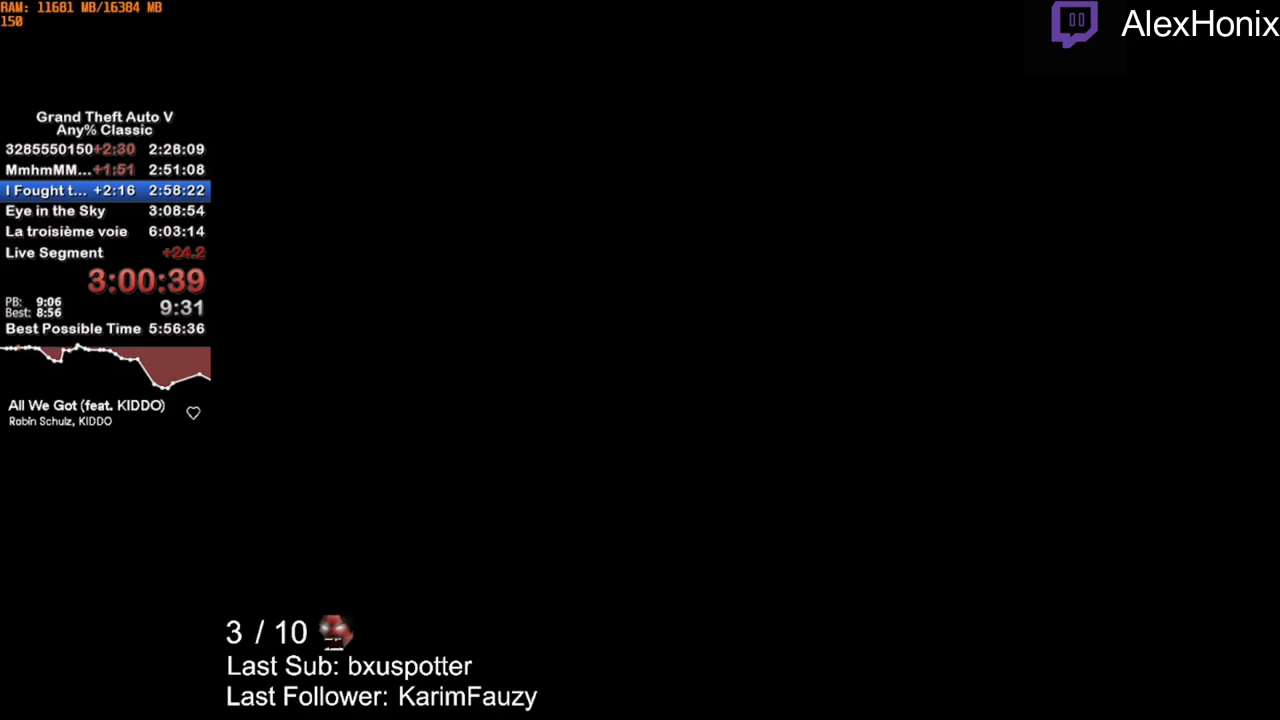 RAM: 11681 MB/16384 MB
150
AlexHonix
Grand Theft Auto V
Any% Classic
3285550150 +2:30 2:28:09
MmhmMM... +1:51 2:51:08
I Fought t... +2:16 2:58:22
Eye in the Sky 3:08:54
La troisième voie 6:03:14
Live Segment +24.2
3:00:39
PB: 9:06
Best: 8:56
9:31
Best Possible Time 5:56:36
All We Got (feat. KIDDO)
Robin Schulz, KIDDO
3 / 10
Last Sub: bxuspotter
Last Follower: KarimFauzy